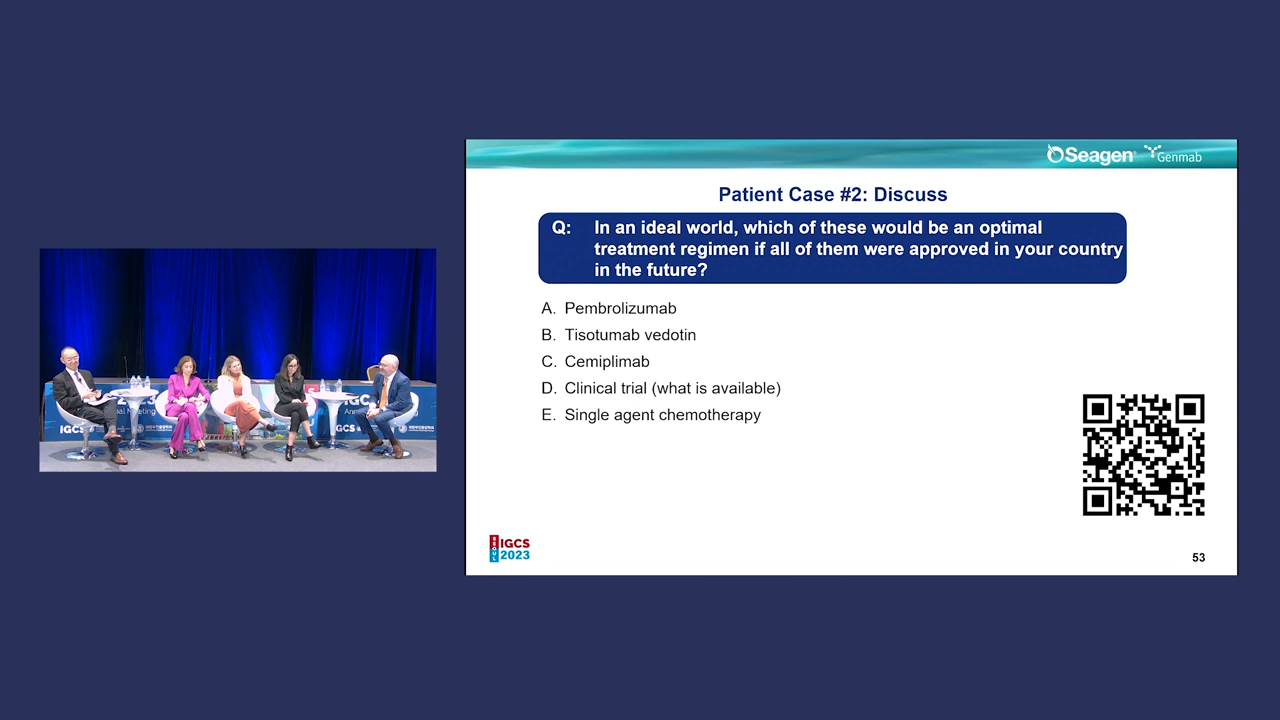 Seagen
Genmab
Patient Case #2: Discuss
Q: In an ideal world, which of these would be an optimal
treatment regimen if all of them were approved in your country
in the future?
A. Pembrolizumab
B. Tisotumab vedotin
C. Cemiplimab
D. Clinical trial (what is available)
E. Single agent chemotherapy
SEOUL
IGCS
2023
53
IGCS